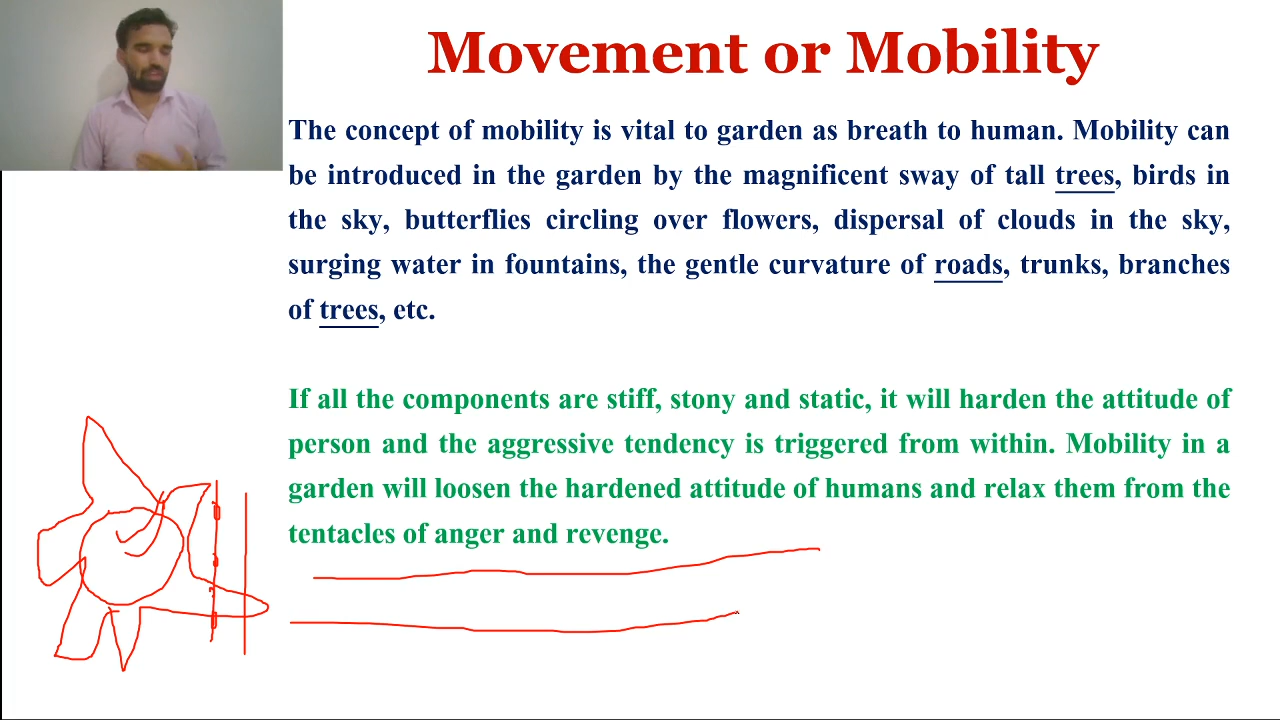 Movement or Mobility
The concept of mobility is vital to garden as breath to human. Mobility can
be introduced in the garden by the magnificent sway of tall trees, birds in
the sky, butterflies circling over flowers, dispersal of clouds in the sky,
surging water in fountains, the gentle curvature of roads, trunks, branches
of trees, etc.
If all the components are stiff, stony and static, it will harden the attitude of
person and the aggressive tendency is triggered from within. Mobility in a
garden will loosen the hardened attitude of humans and relax them from the
tentacles of anger and revenge.